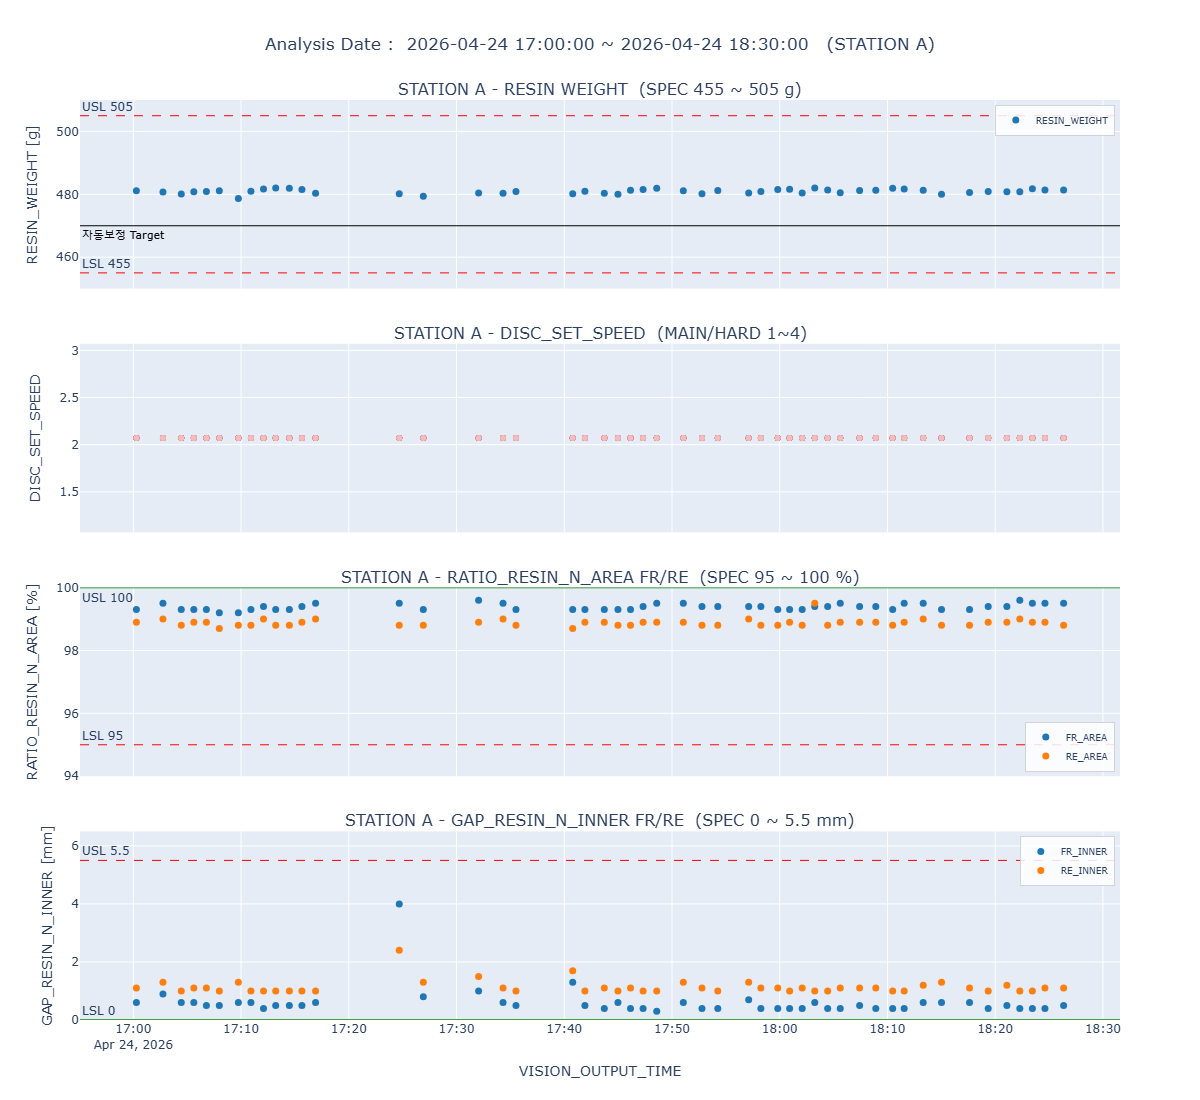 Analysis Date :  2026-04-24 17:00:00 ~ 2026-04-24 18:30:00   (STATION A)
STATION A - RESIN WEIGHT  (SPEC 455 ~ 505 g)
RESIN_WEIGHT [g]
500
480
460
USL 505
자동보정 Target
LSL 455
RESIN_WEIGHT
STATION A - DISC_SET_SPEED  (MAIN/HARD 1~4)
DISC_SET_SPEED
3
2.5
2
1.5
STATION A - RATIO_RESIN_N_AREA FR/RE  (SPEC 95 ~ 100 %)
RATIO_RESIN_N_AREA [%]
100
98
96
94
USL 100
LSL 95
FR_AREA
RE_AREA
STATION A - GAP_RESIN_N_INNER FR/RE  (SPEC 0 ~ 5.5 mm)
GAP_RESIN_N_INNER [mm]
6
4
2
0
USL 5.5
LSL 0
FR_INNER
RE_INNER
17:00 17:10 17:20 17:30 17:40 17:50 18:00 18:10 18:20 18:30
Apr 24, 2026
VISION_OUTPUT_TIME